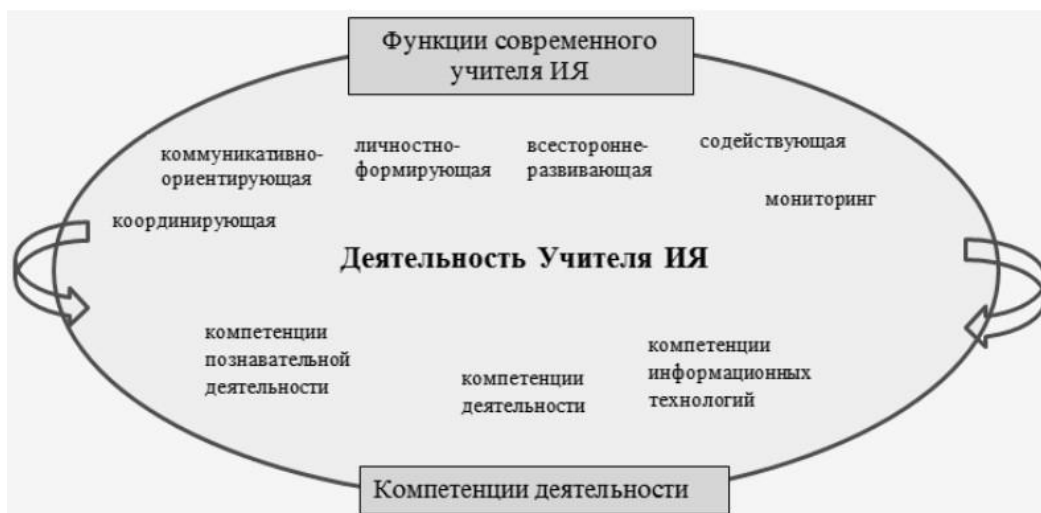 Функции современного
учителя ИЯ
коммуникативно-
ориентирующая
личностно-
формирующая
всесторонне-
развивающая
содействующая
мониторинг
координирующая
Деятельность Учителя ИЯ
компетенции
познавательной
деятельности
компетенции
деятельности
компетенции
информационных
технологий
Компетенции деятельности